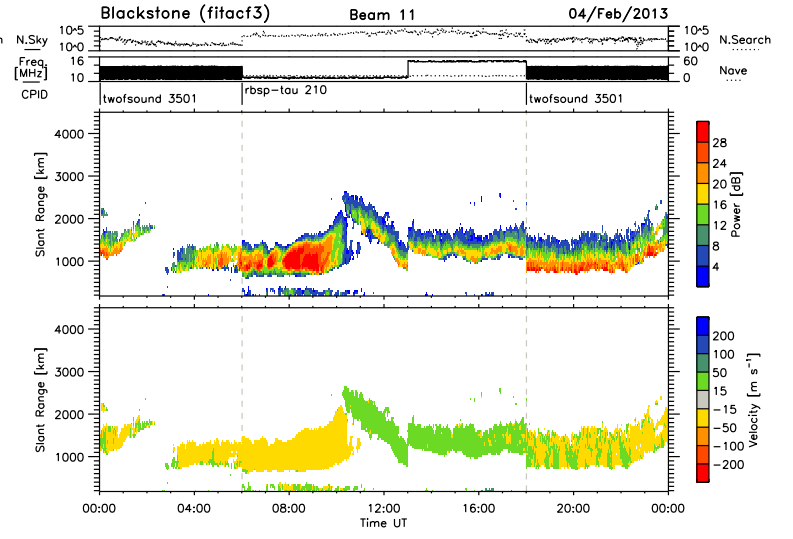 Blackstone (fitacf3) Beam 11 04/Feb/2013
N.Sky 10^5 10^5 N.Search
10^0 10^0
Freq. 16 60 Nave
[MHz] 10 0
CPID twofsound 3501 rbsp-tau 210 twofsound 3501
Slant Range [km]
4000
3000
2000
1000
28
24
20
16
12
8
4
Power [dB]
Slant Range [km]
4000
3000
2000
1000
200
100
50
15
-15
-50
-100
-200
Velocity [m s⁻¹]
00:00 04:00 08:00 12:00 16:00 20:00 00:00
Time UT